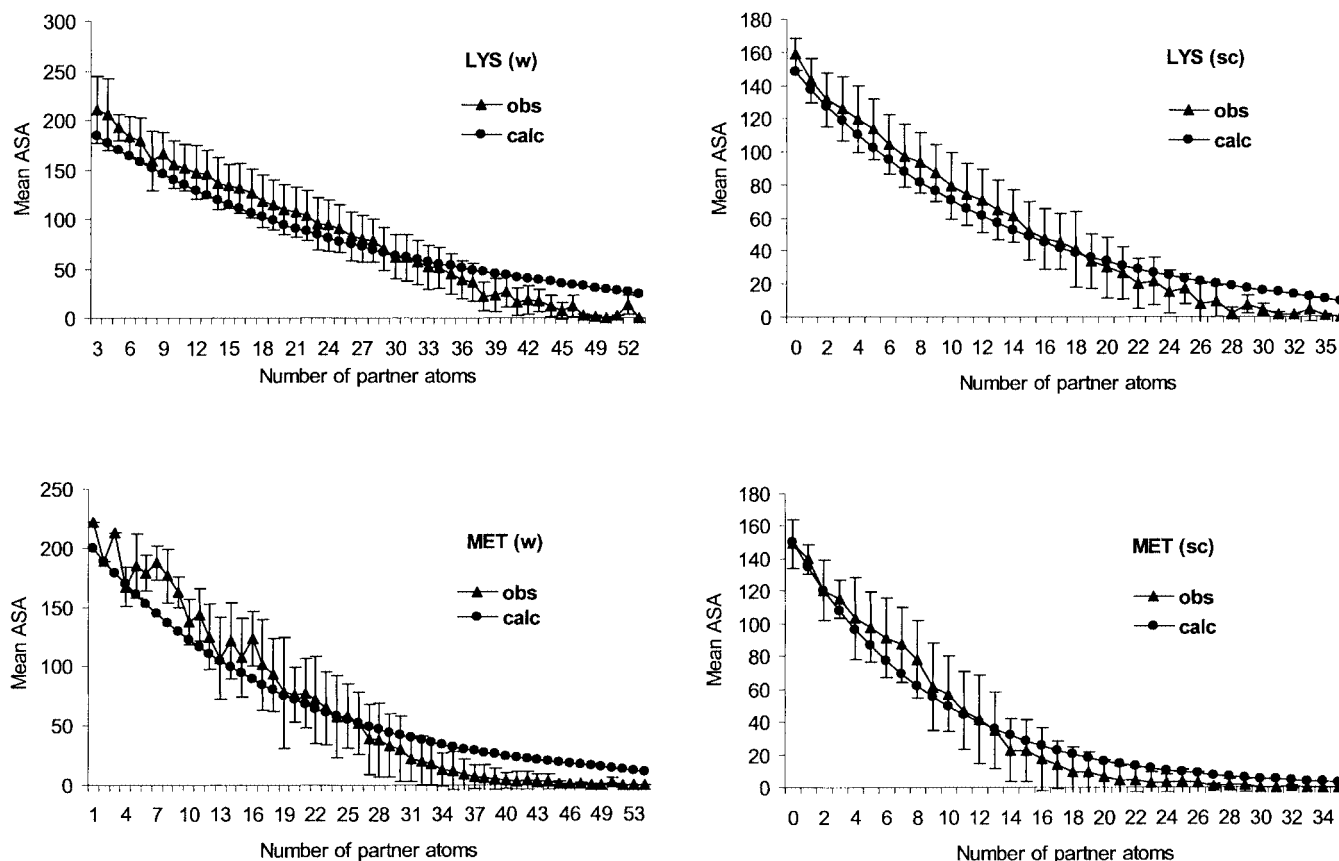 LYS (w)
obs
calc
Mean ASA
300
250
200
150
100
50
0
3 6 9 12 15 18 21 24 27 30 33 36 39 42 45 49 52
Number of partner atoms
LYS (sc)
obs
calc
Mean ASA
180
160
140
120
100
80
60
40
20
0
0 2 4 6 8 10 12 14 16 18 20 22 24 26 28 30 32 35
Number of partner atoms
MET (w)
obs
calc
Mean ASA
250
200
150
100
50
0
1 4 7 10 13 16 19 22 25 28 31 34 37 40 43 46 49 53
Number of partner atoms
MET (sc)
obs
calc
Mean ASA
180
160
140
120
100
80
60
40
20
0
0 2 4 6 8 10 12 14 16 18 20 22 24 26 28 30 32 34
Number of partner atoms